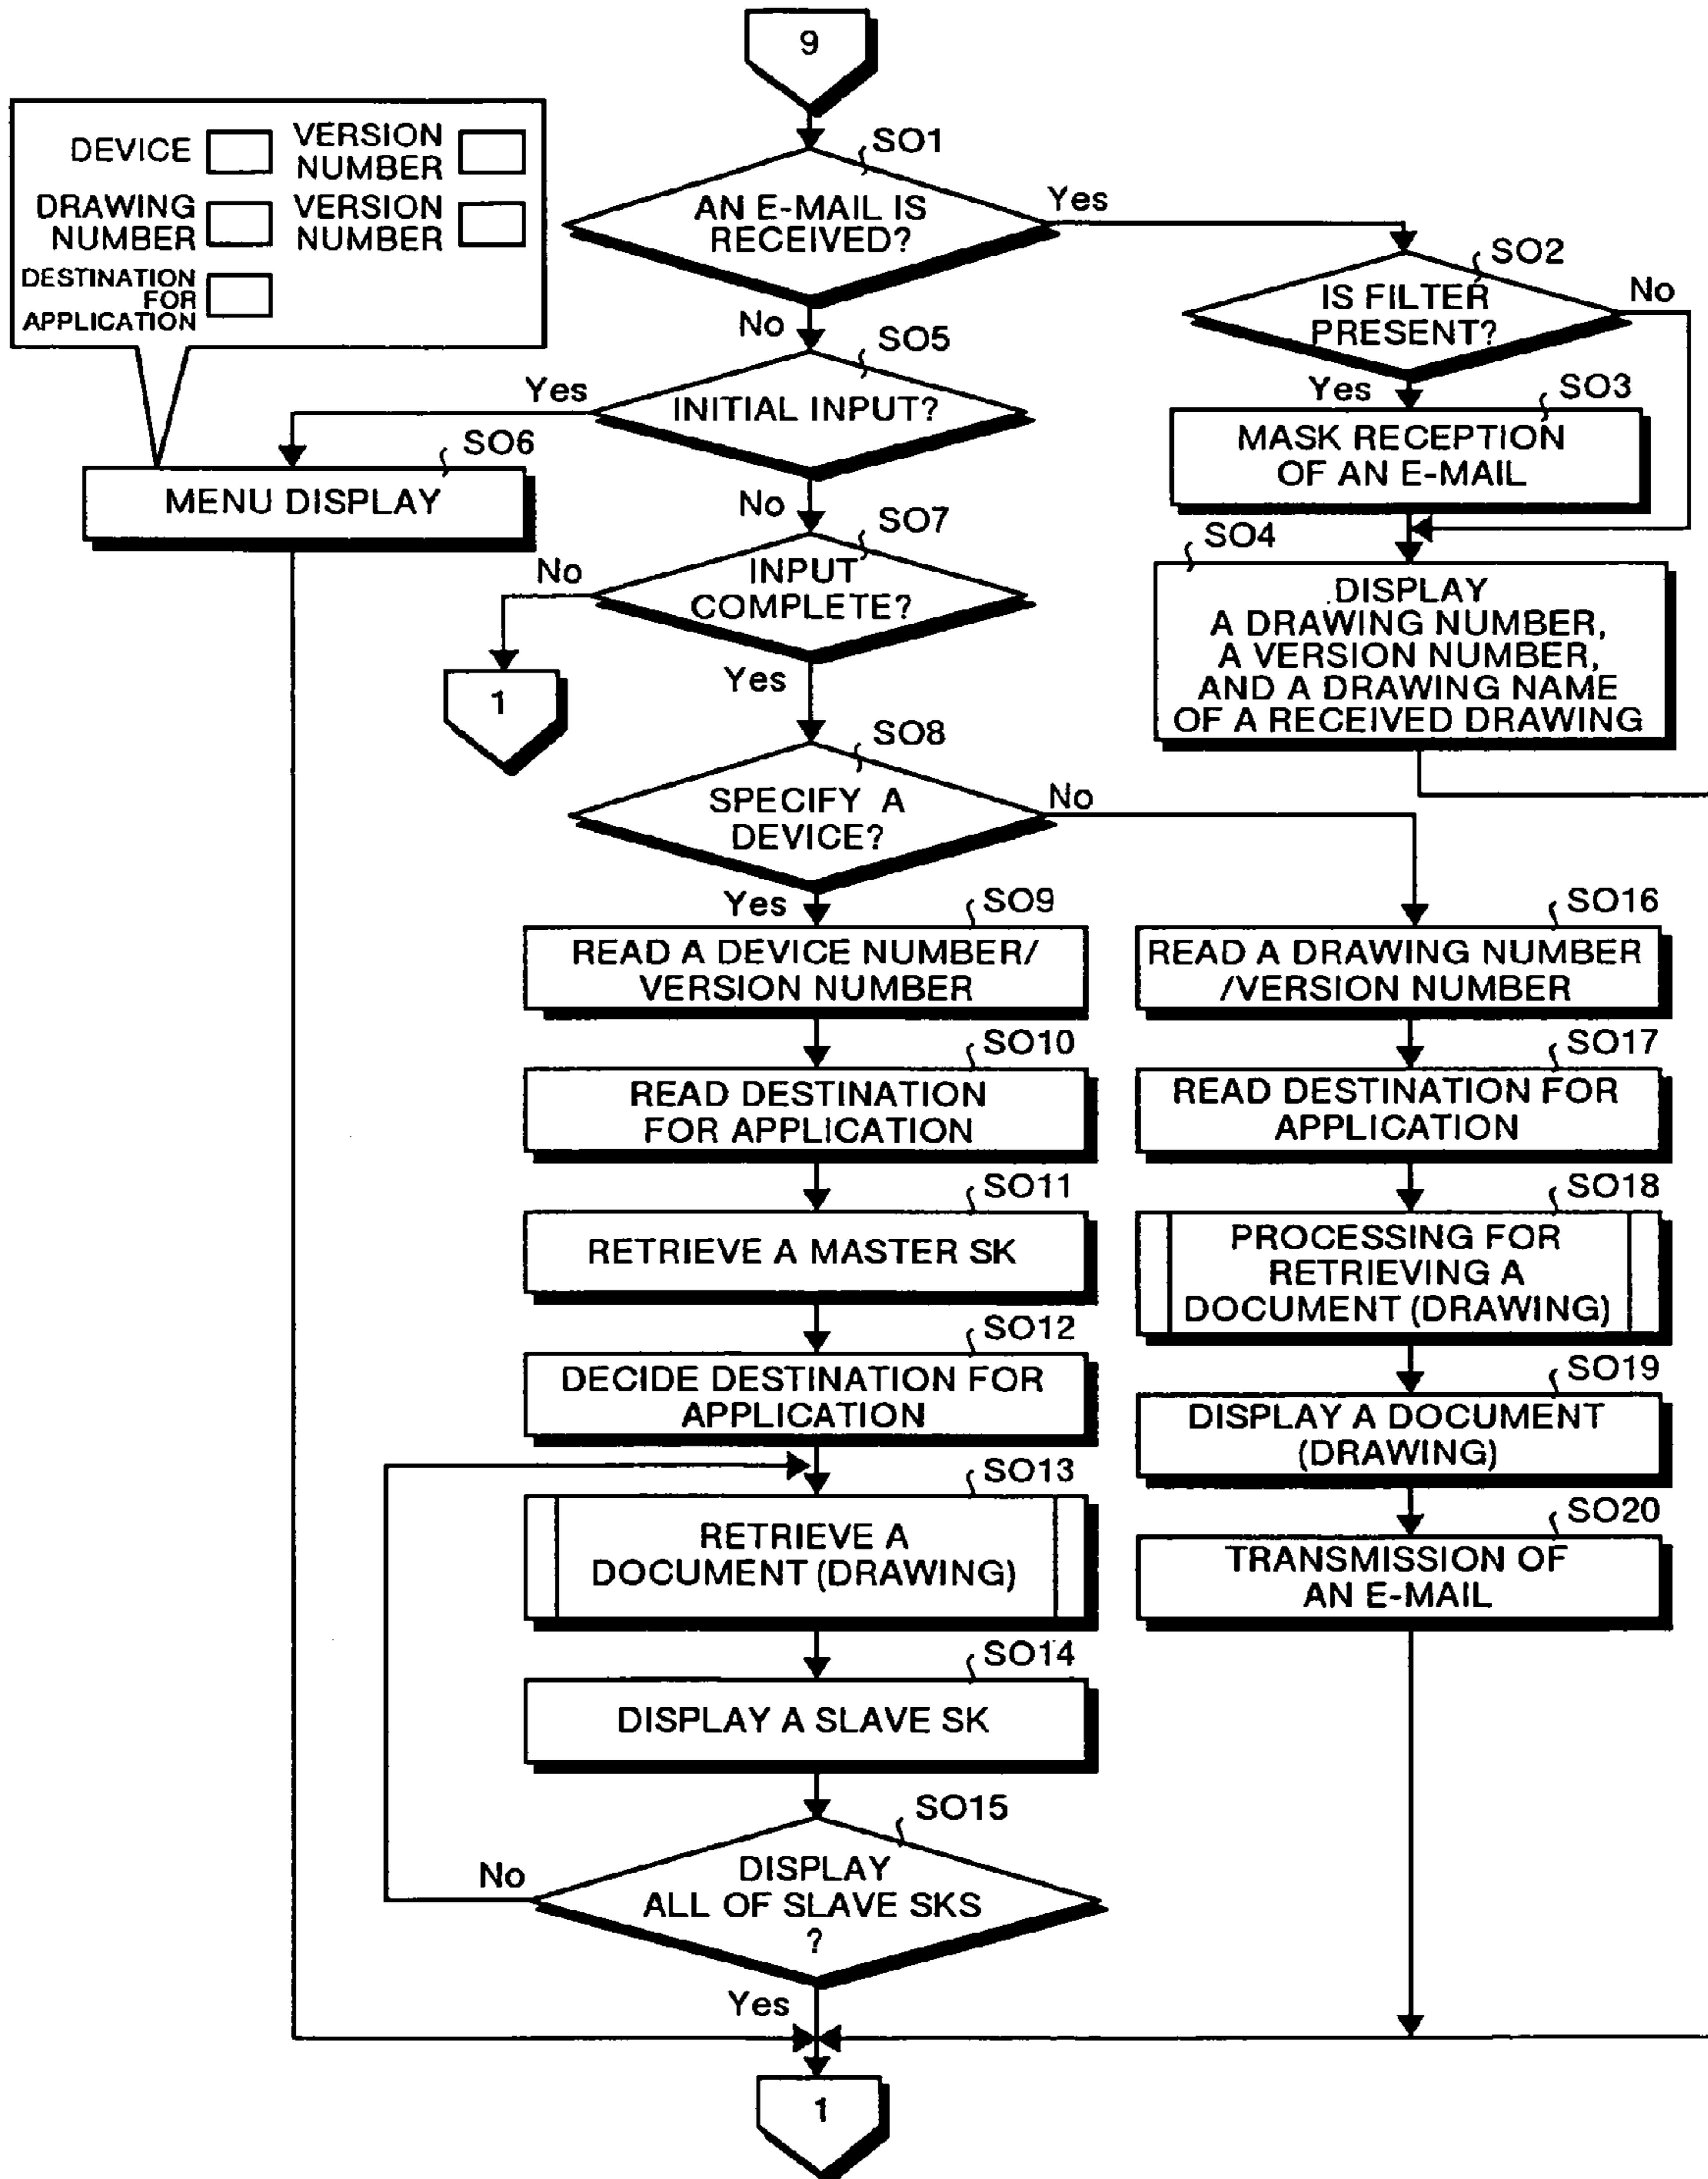 9
DEVICE
VERSION
NUMBER
DRAWING
NUMBER
VERSION
NUMBER
DESTINATION
FOR
APPLICATION
SO1
AN E-MAIL IS
RECEIVED?
Yes
No
SO2
IS FILTER
PRESENT?
No
Yes
SO3
MASK RECEPTION
OF AN E-MAIL
SO4
DISPLAY
A DRAWING NUMBER,
A VERSION NUMBER,
AND A DRAWING NAME
OF A RECEIVED DRAWING
SO5
INITIAL INPUT?
Yes
No
SO6
MENU DISPLAY
SO7
INPUT
COMPLETE?
No
Yes
1
SO8
SPECIFY A
DEVICE?
No
Yes
SO9
READ A DEVICE NUMBER/
VERSION NUMBER
SO10
READ DESTINATION
FOR APPLICATION
SO11
RETRIEVE A MASTER SK
SO12
DECIDE DESTINATION FOR
APPLICATION
SO13
RETRIEVE A
DOCUMENT (DRAWING)
SO14
DISPLAY A SLAVE SK
SO15
DISPLAY
ALL OF SLAVE SKS
?
No
Yes
SO16
READ A DRAWING NUMBER
/VERSION NUMBER
SO17
READ DESTINATION FOR
APPLICATION
SO18
PROCESSING FOR
RETRIEVING A
DOCUMENT (DRAWING)
SO19
DISPLAY A DOCUMENT
(DRAWING)
SO20
TRANSMISSION OF
AN E-MAIL
1